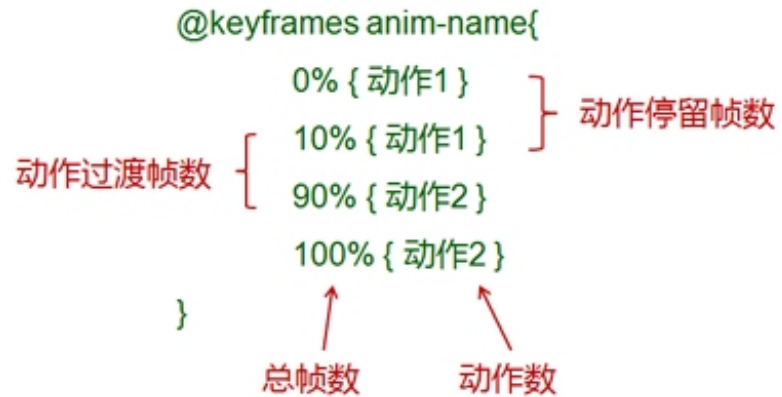 @keyframes anim-name{
0% { 动作1 }
动作停留帧数
10% { 动作1 }
动作过渡帧数
90% { 动作2 }
100% { 动作2 }
}
总帧数 动作数